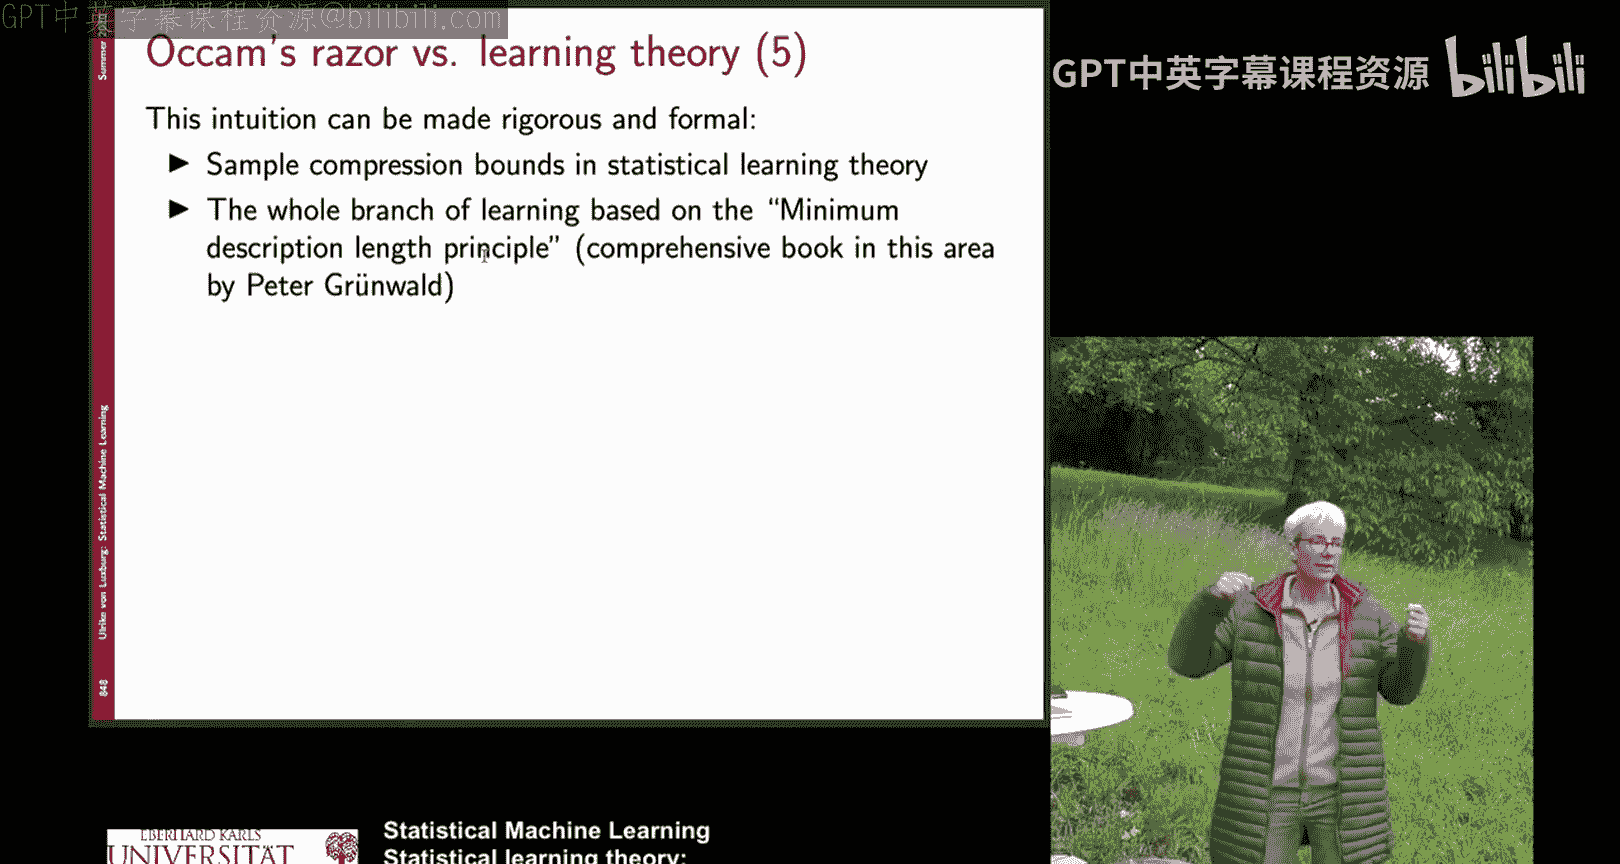 GPT中英字幕课程资源@bilibili.com
Occam's razor vs. learning theory (5)
This intuition can be made rigorous and formal:
▶ Sample compression bounds in statistical learning theory
▶ The whole branch of learning based on the “Minimum
description length principle” (comprehensive book in this area
by Peter Grünwald)
Summer
Ulrike von Luxburg: Statistical Machine Learning
848
GPT中英字幕课程资源 bilibili
EBERHARD KARLS
UNIVERSITÄT
Statistical Machine Learning
Statistical learning theory: